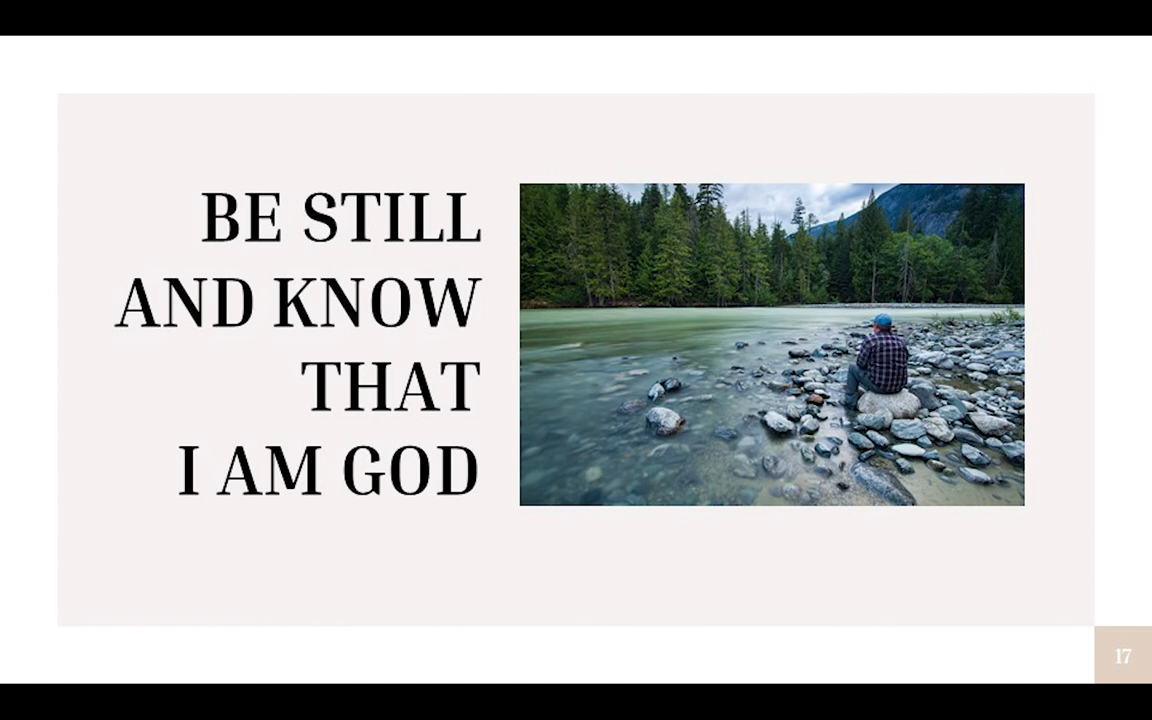 BE STILL
AND KNOW
THAT
I AM GOD
17